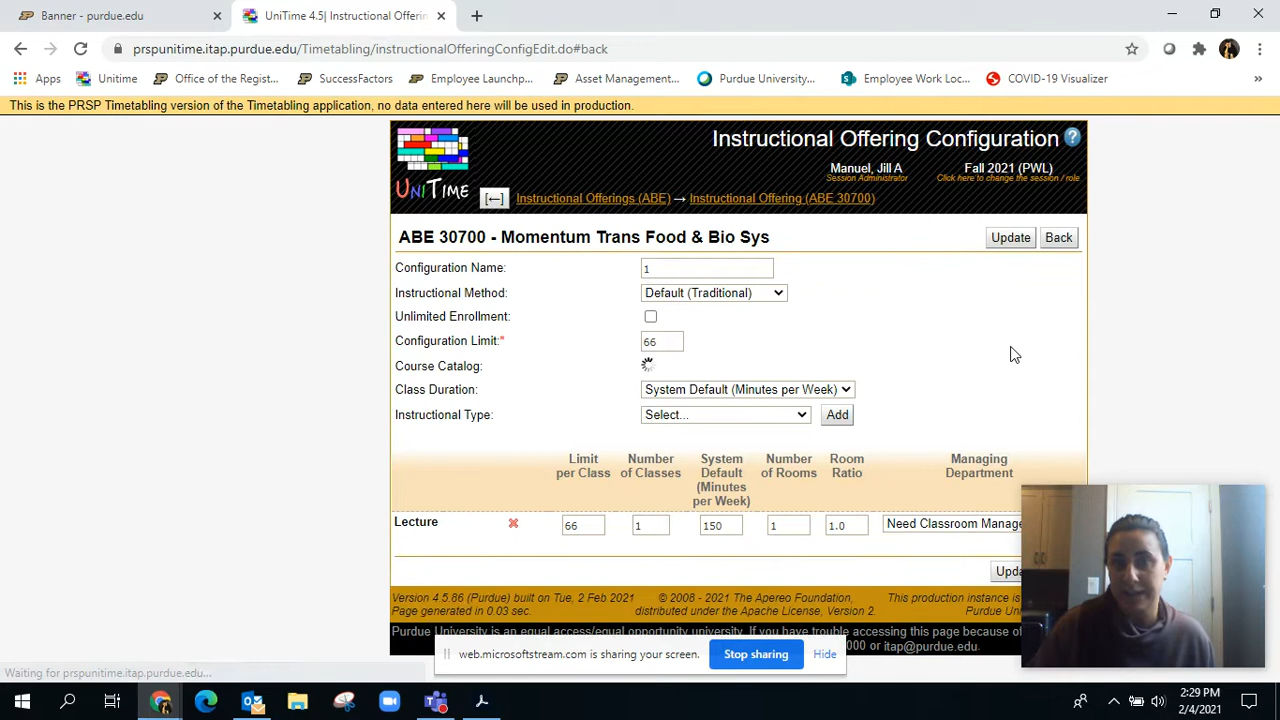 Banner - purdue.edu
UniTime 4.5| Instructional Offerin
prspunitime.itap.purdue.edu/Timetabling/instructionalOfferingConfigEdit.do#back
Apps Unitime Office of the Regist... SuccessFactors Employee Launchp... Asset Management... Purdue University... Employee Work Loc... COVID-19 Visualizer »
This is the PRSP Timetabling version of the Timetabling application, no data entered here will be used in production.
UNITIME
Instructional Offering Configuration
Manuel, Jill A Fall 2021 (PWL)
Session Administrator Click here to change the session / role
[←] Instructional Offerings (ABE) → Instructional Offering (ABE 30700)
ABE 30700 - Momentum Trans Food & Bio Sys Update Back
Configuration Name: 1
Instructional Method: Default (Traditional)
Unlimited Enrollment:
Configuration Limit:* 66
Course Catalog:
Class Duration: System Default (Minutes per Week)
Instructional Type: Select... Add
Limit per Class
Number of Classes
System Default (Minutes per Week)
Number of Rooms
Room Ratio
Managing Department
Lecture 66 1 150 1 1.0 Need Classroom Manage
Upda
Version 4.5.86 (Purdue) built on Tue, 2 Feb 2021 © 2008 - 2021 The Apereo Foundation, This production instance is
Page generated in 0.03 sec. distributed under the Apache License, Version 2. Purdue Uni
Purdue University is an equal access/equal opportunity university. If you have trouble accessing this page because of
000 or itap@purdue.edu.
web.microsoftstream.com is sharing your screen. Stop sharing Hide
Waiting for prspunitime.itap.purdue.edu...
2:29 PM
2/4/2021